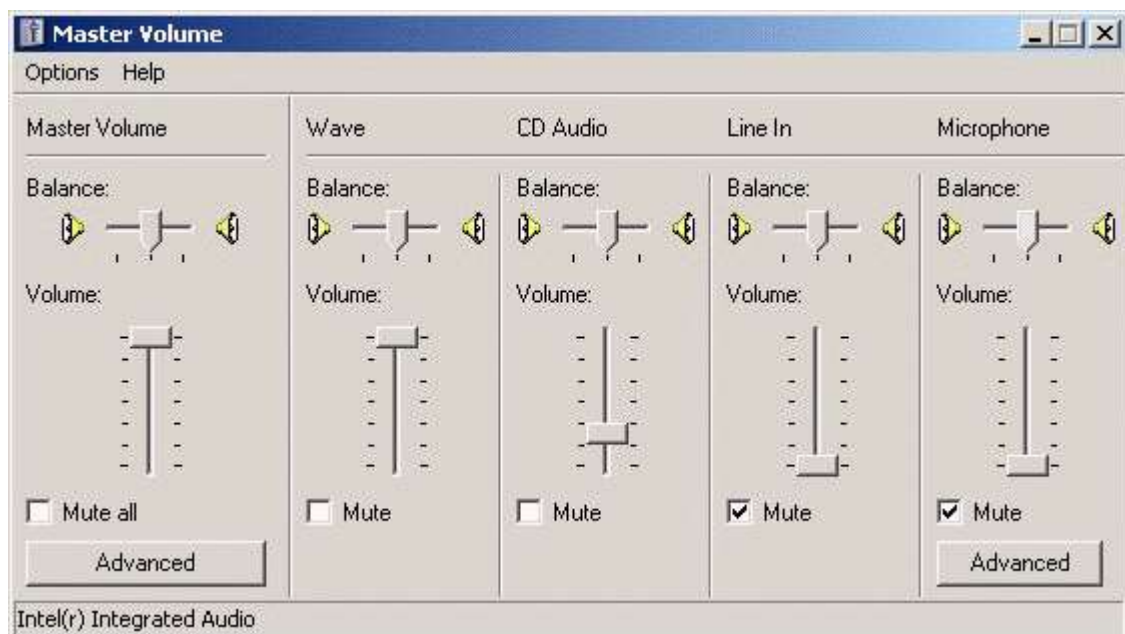 Master Volume
Options Help
Master Volume Wave CD Audio Line In Microphone
Balance: Balance: Balance: Balance: Balance:
Volume: Volume: Volume: Volume: Volume:
Mute all Mute Mute Mute Mute
Advanced Advanced
Intel(r) Integrated Audio